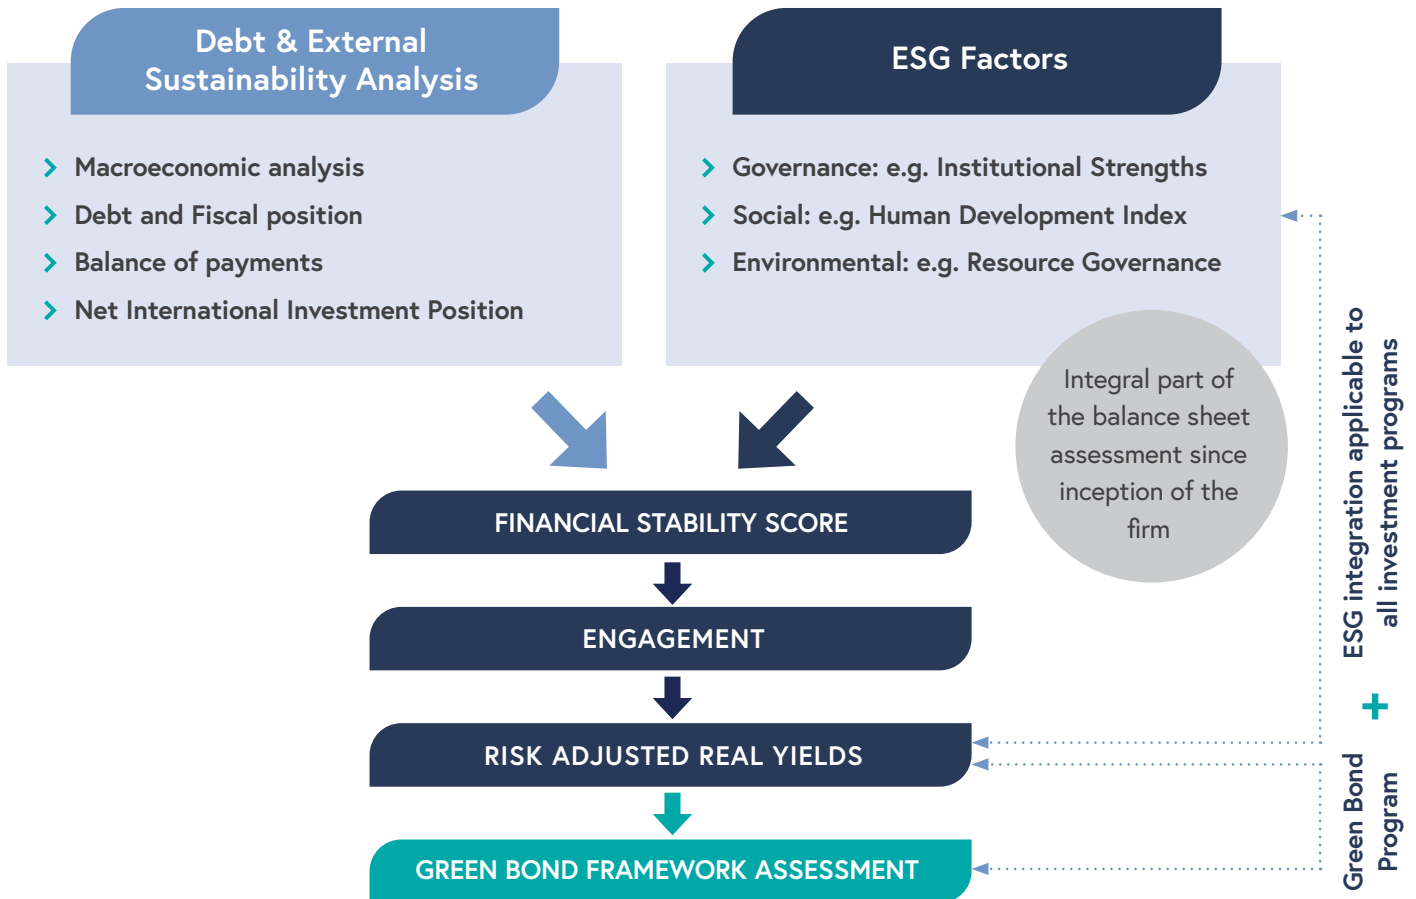 Debt & External
Sustainability Analysis
Macroeconomic analysis
Debt and Fiscal position
Balance of payments
Net International Investment Position
ESG Factors
Governance: e.g. Institutional Strengths
Social: e.g. Human Development Index
Environmental: e.g. Resource Governance
Integral part of
the balance sheet
assessment since
inception of the
firm
FINANCIAL STABILITY SCORE
ENGAGEMENT
RISK ADJUSTED REAL YIELDS
GREEN BOND FRAMEWORK ASSESSMENT
ESG integration applicable to
all investment programs
+
Green Bond
Program